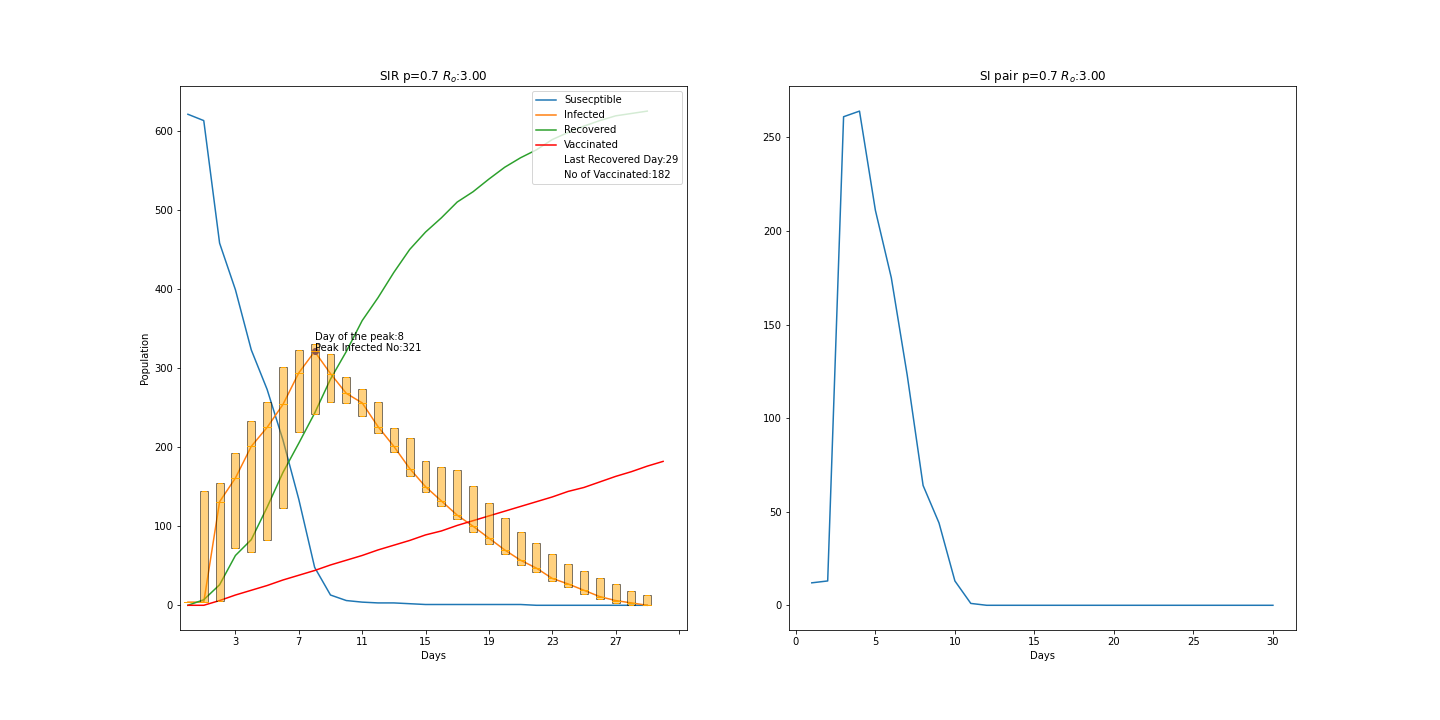 SIR p=0.7 Rₒ:3.00
Susecptible
Infected
Recovered
Vaccinated
Last Recovered Day:29
No of Vaccinated:182
Day of the peak:8
Peak Infected No:321
Population
600
500
400
300
200
100
0
3 7 11 15 19 23 27
Days
SI pair p=0.7 Rₒ:3.00
250
200
150
100
50
0
0 5 10 15 20 25 30
Days